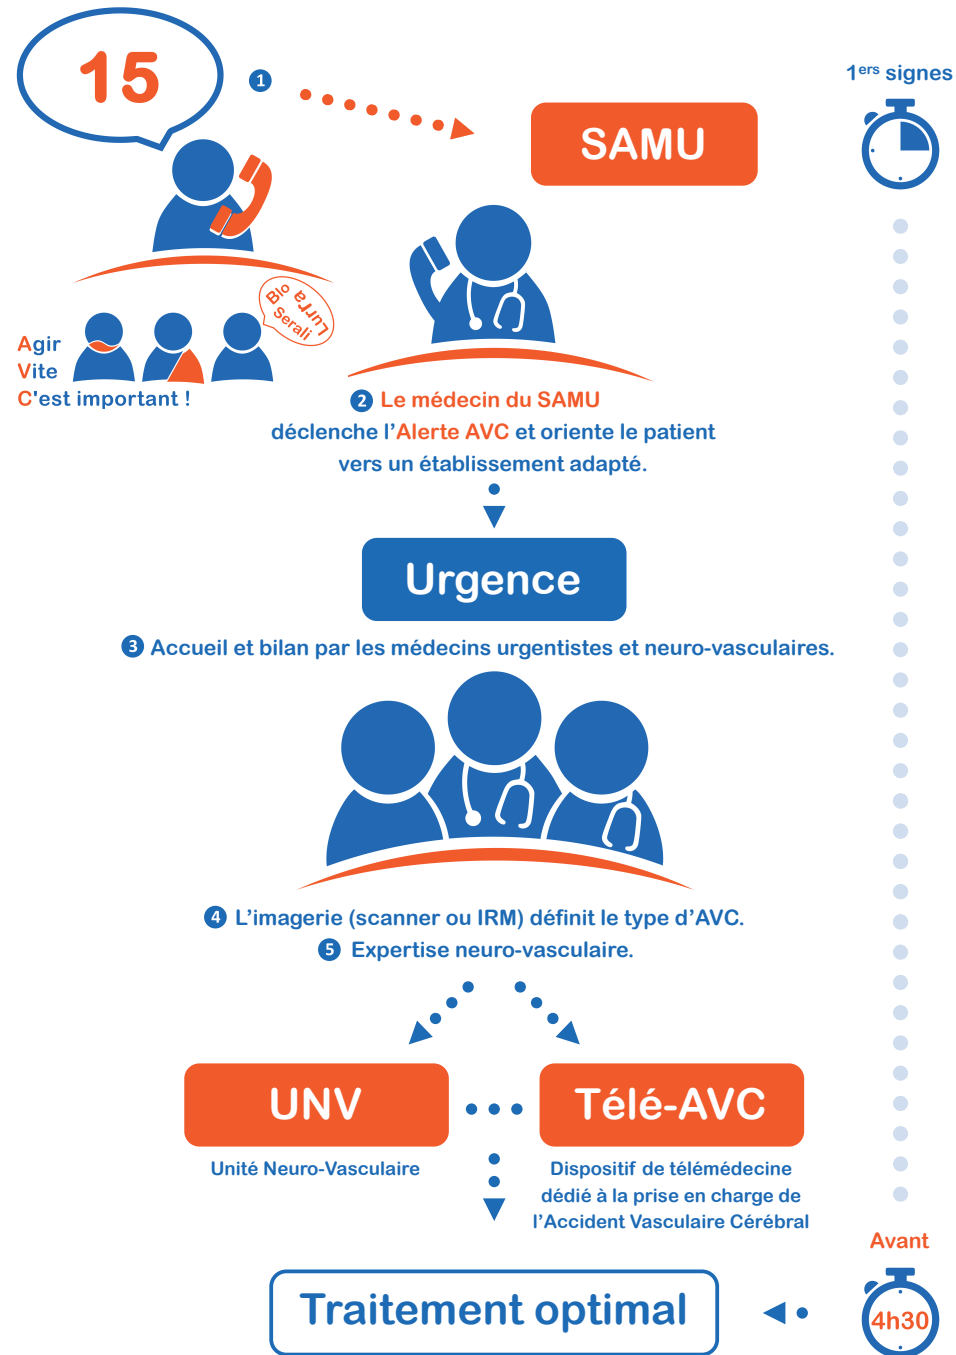 15
1
SAMU
1ers signes
Blo
Serali
Lurra
Agir
Vite
C'est important !
2 Le médecin du SAMU
déclenche l'Alerte AVC et oriente le patient
vers un établissement adapté.
Urgence
3 Accueil et bilan par les médecins urgentistes et neuro-vasculaires.
4 L'imagerie (scanner ou IRM) définit le type d'AVC.
5 Expertise neuro-vasculaire.
UNV
Télé-AVC
Unité Neuro-Vasculaire
Dispositif de télémédecine
dédié à la prise en charge de
l'Accident Vasculaire Cérébral
Avant
4h30
Traitement optimal